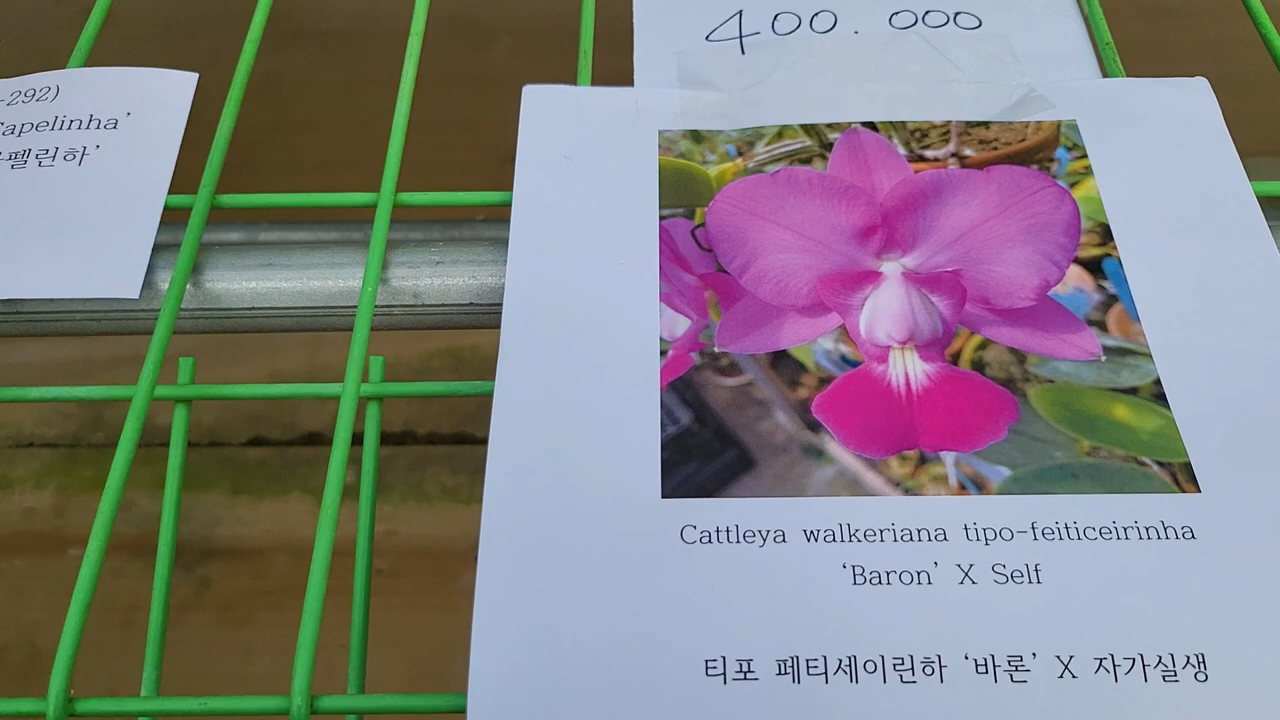 -292)
Capelinha’
펠린하’
400.000
Cattleya walkeriana tipo-feiticeirinha
‘Baron’ X Self
티포 페티세이린하 ‘바론’ X 자가실생